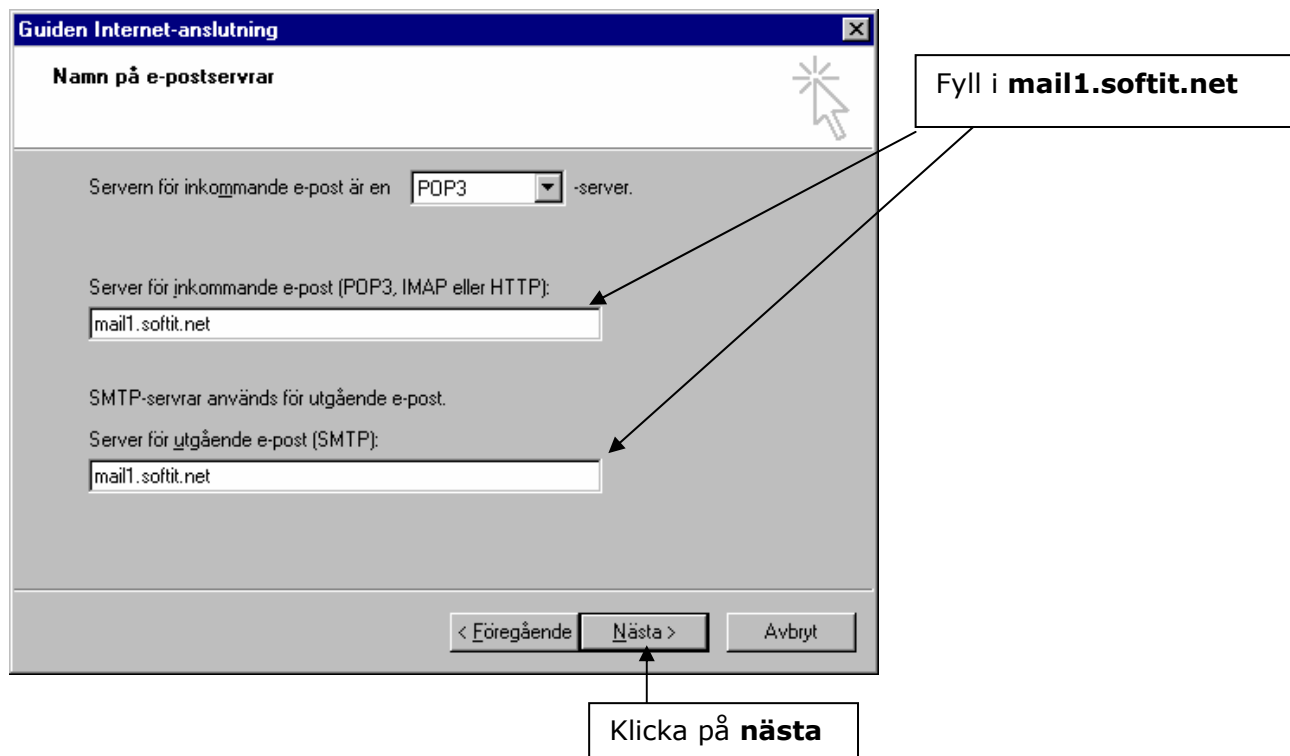 Guiden Internet-anslutning
Namn på e-postservrar
Fyll i mail1.softit.net
Servern för inkommande e-post är en POP3 -server.
Server för inkommande e-post (POP3, IMAP eller HTTP):
mail1.softit.net
SMTP-servrar används för utgående e-post.
Server för utgående e-post (SMTP):
mail1.softit.net
< Föregående Nästa > Avbryt
Klicka på nästa